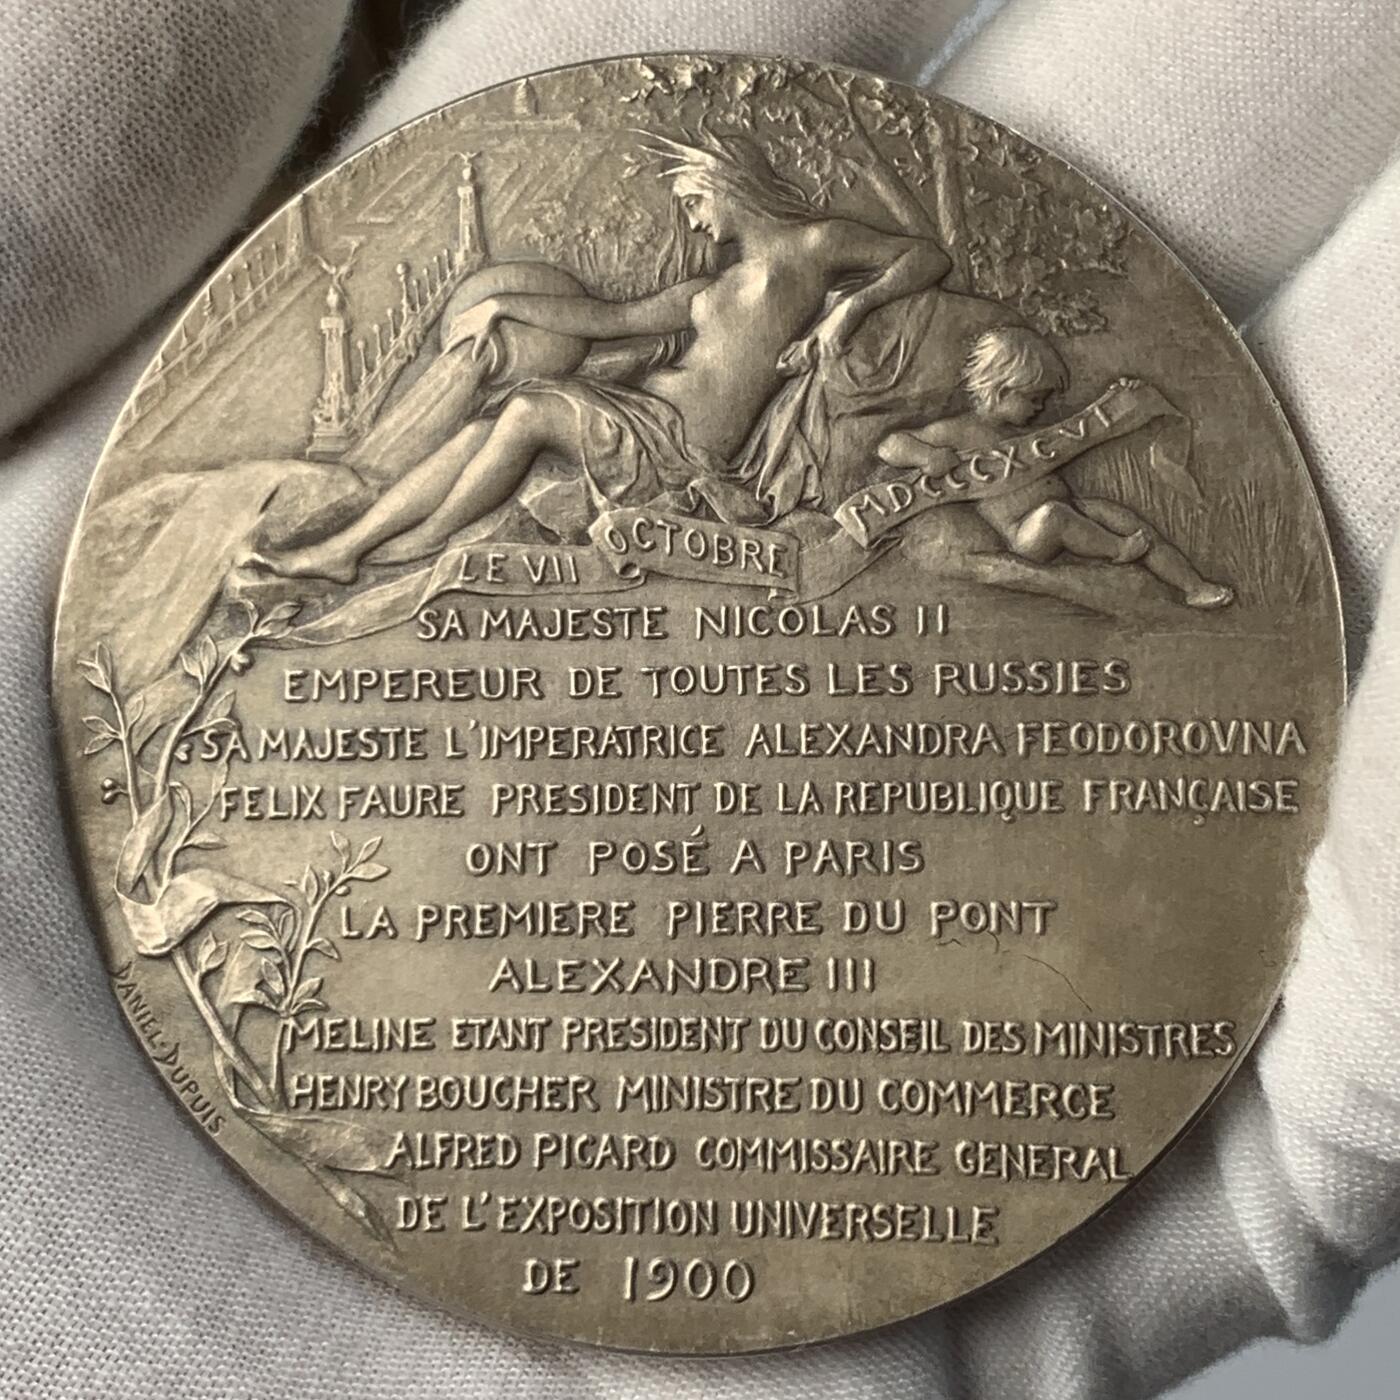 LE VII OCTOBRE MDCCCXCVI
SA MAJESTE NICOLAS II
EMPEREUR DE TOUTES LES RUSSIES
SA MAJESTE L'IMPERATRICE ALEXANDRA FEODOROVNA
FELIX FAURE PRESIDENT DE LA REPUBLIQUE FRANÇAISE
ONT POSÉ A PARIS
LA PREMIERE PIERRE DU PONT
ALEXANDRE III
MELINE ETANT PRESIDENT DU CONSEIL DES MINISTRES
HENRY BOUCHER MINISTRE DU COMMERCE
ALFRED PICARD COMMISSAIRE GENERAL
DE L'EXPOSITION UNIVERSELLE
DE 1900
DANIEL·DUPUIS